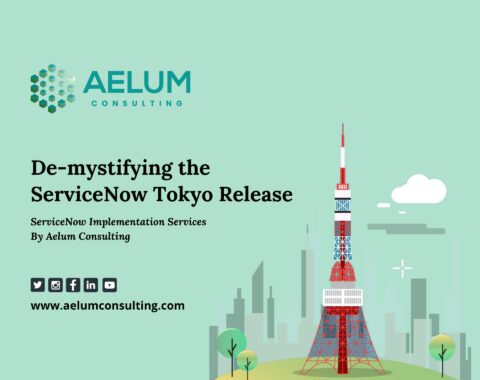 AELUM
CONSULTING
De-mystifying the
ServiceNow Tokyo Release
ServiceNow Implementation Services
By Aelum Consulting
www.aelumconsulting.com